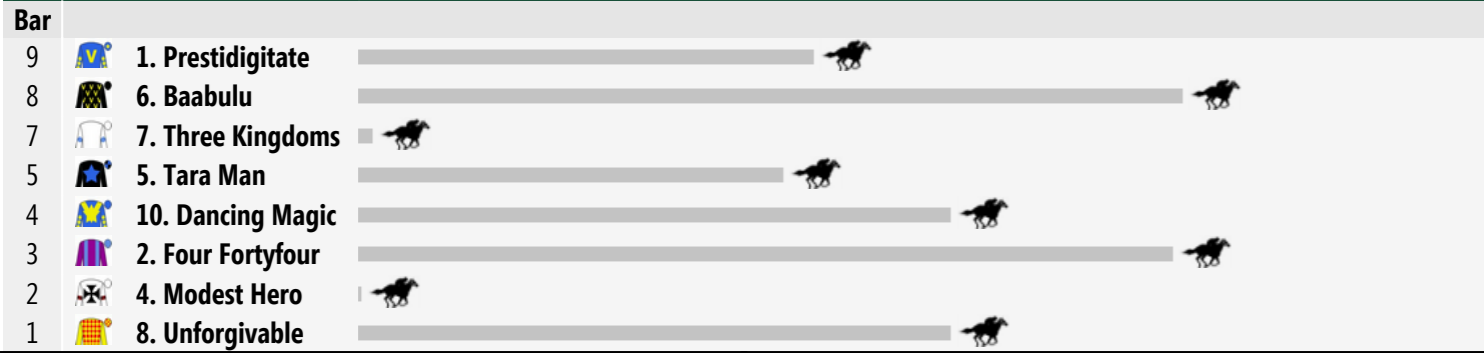 Bar
9 1. Prestidigitate
8 6. Baabulu
7 7. Three Kingdoms
5 5. Tara Man
4 10. Dancing Magic
3 2. Four Fortyfour
2 4. Modest Hero
1 8. Unforgivable